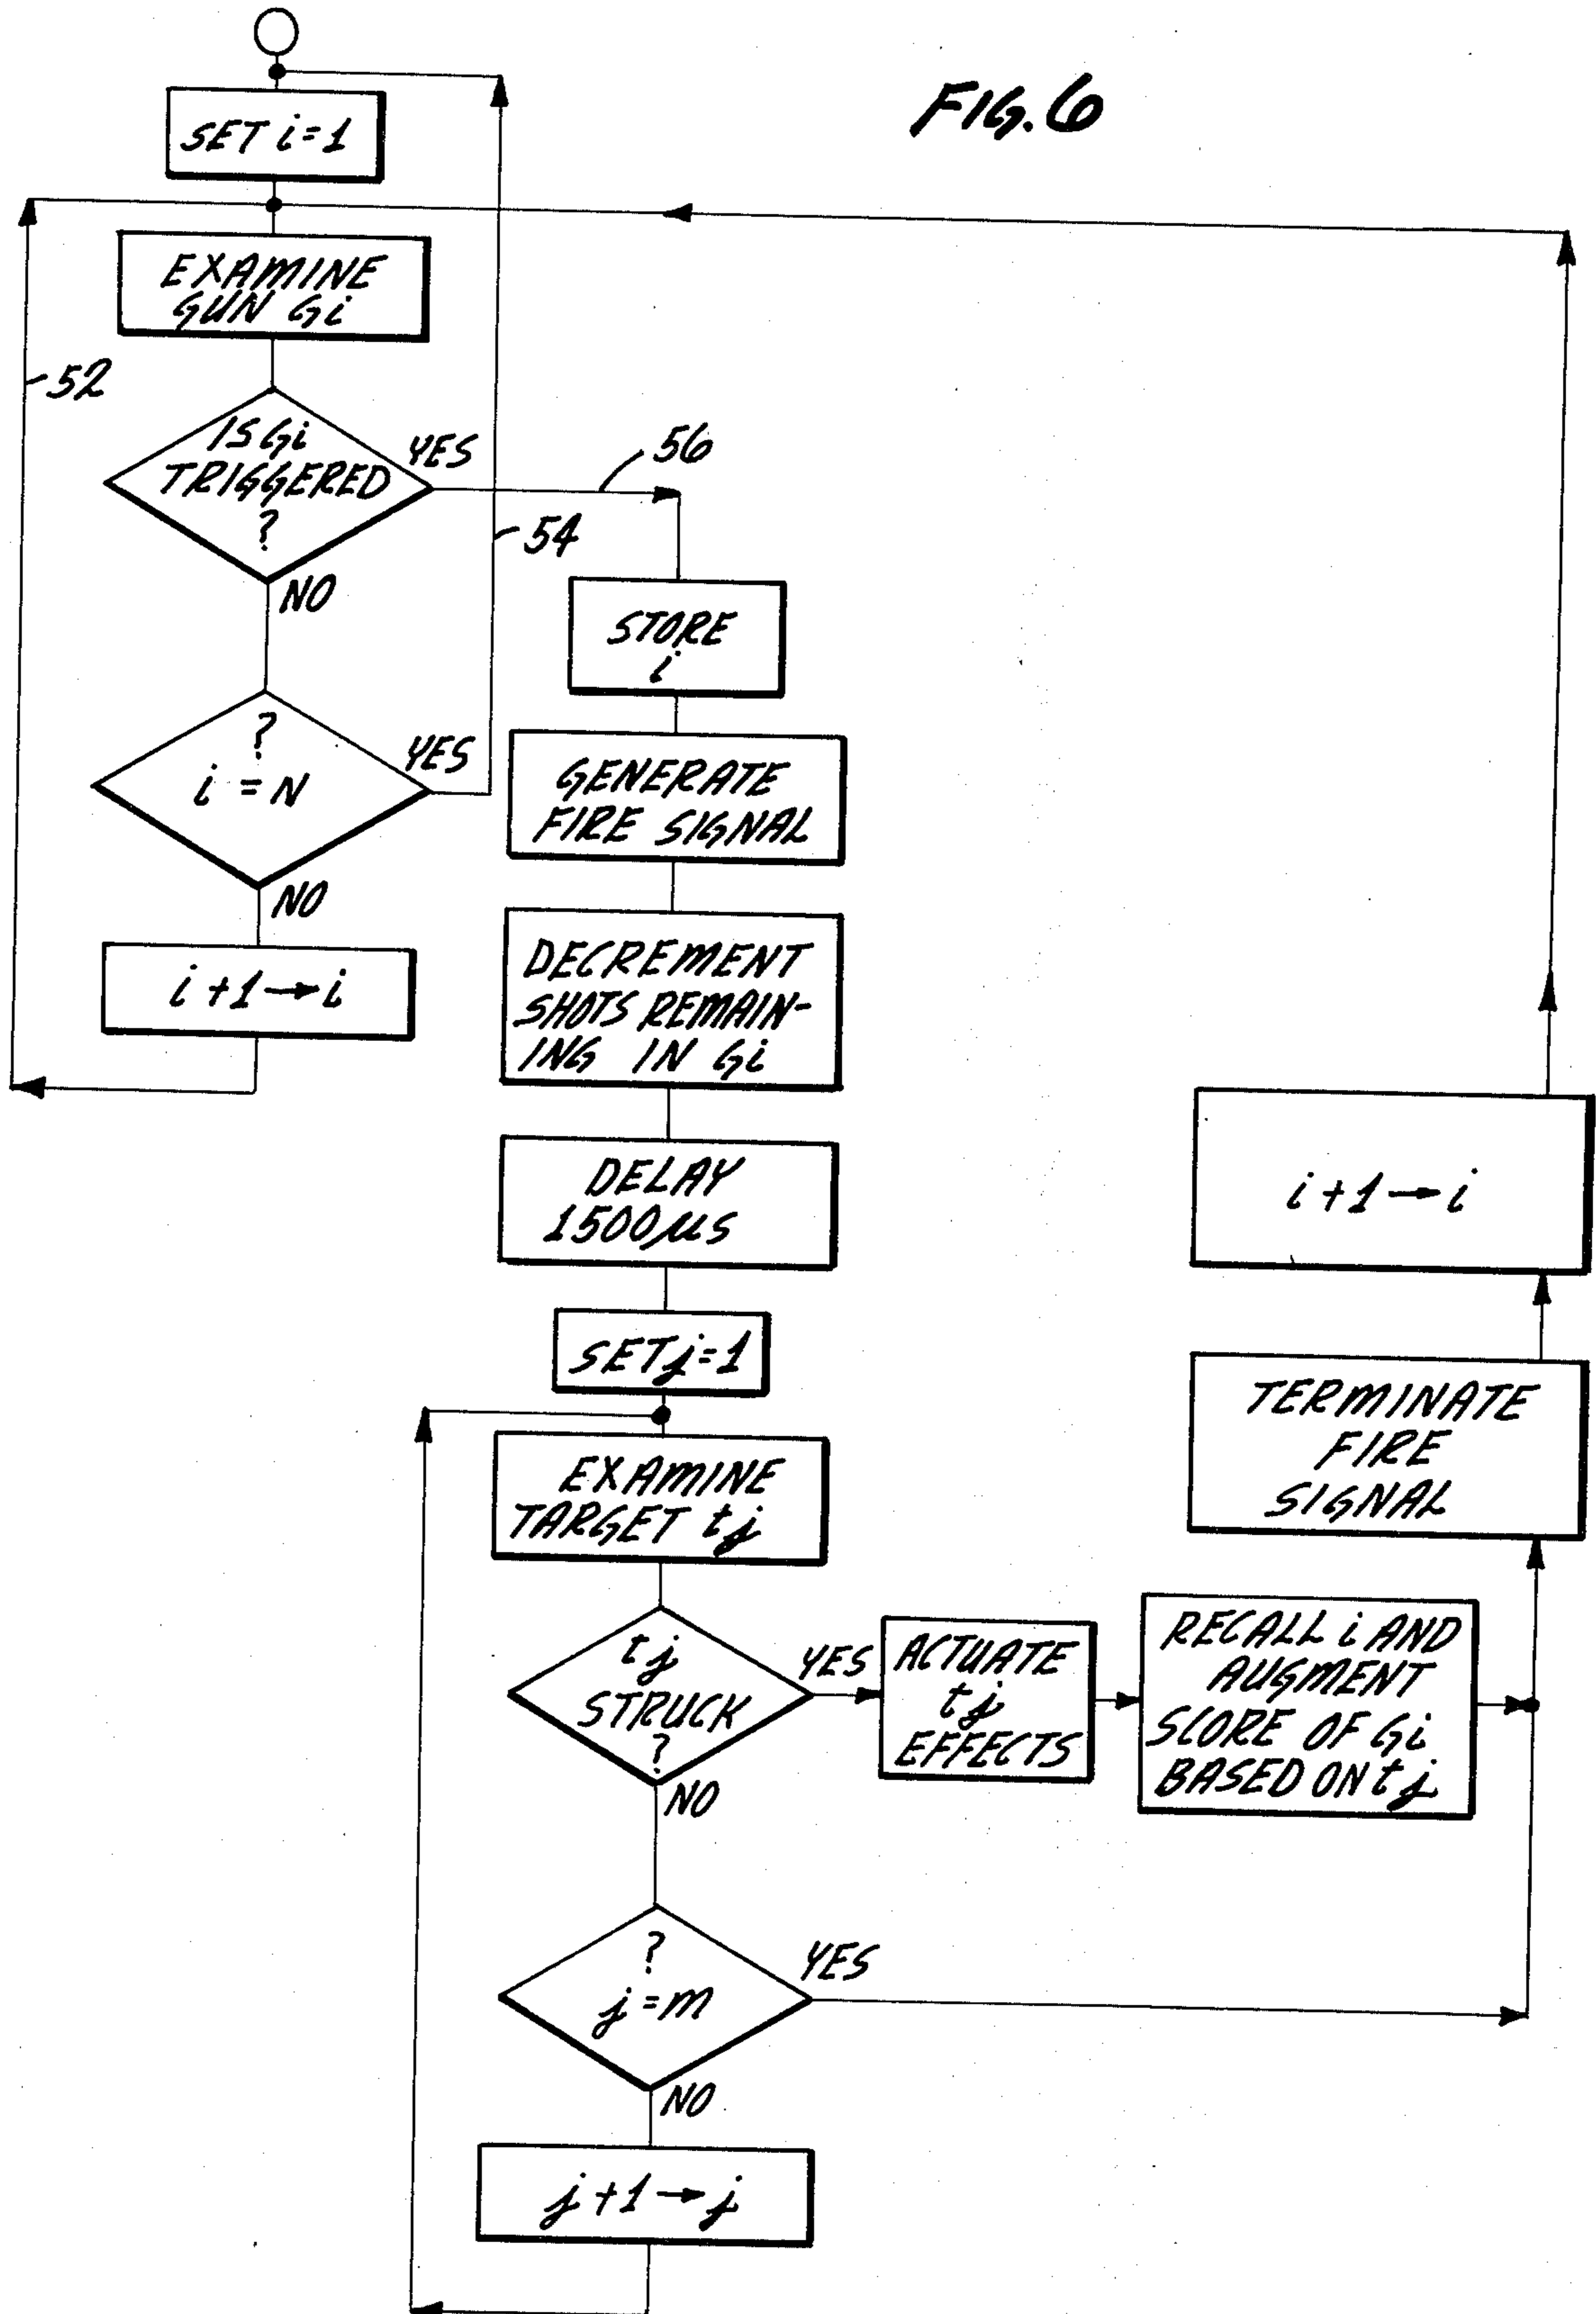 FIG. 6
SET i = 1
EXAMINE
GUN Gi
52
IS Gi
TRIGGERED
?
YES
56
54
NO
STORE
i
?
i = N
YES
GENERATE
FIRE SIGNAL
NO
DECREMENT
SHOTS REMAIN-
ING IN Gi
i + 1 → i
DELAY
1500 μs
i + 1 → i
SET j = 1
TERMINATE
FIRE
SIGNAL
EXAMINE
TARGET tj
tj
STRUCK
?
YES
ACTUATE
tj
EFFECTS
RECALL i AND
AUGMENT
SCORE OF Gi
BASED ON tj
NO
?
j = m
YES
NO
j + 1 → j